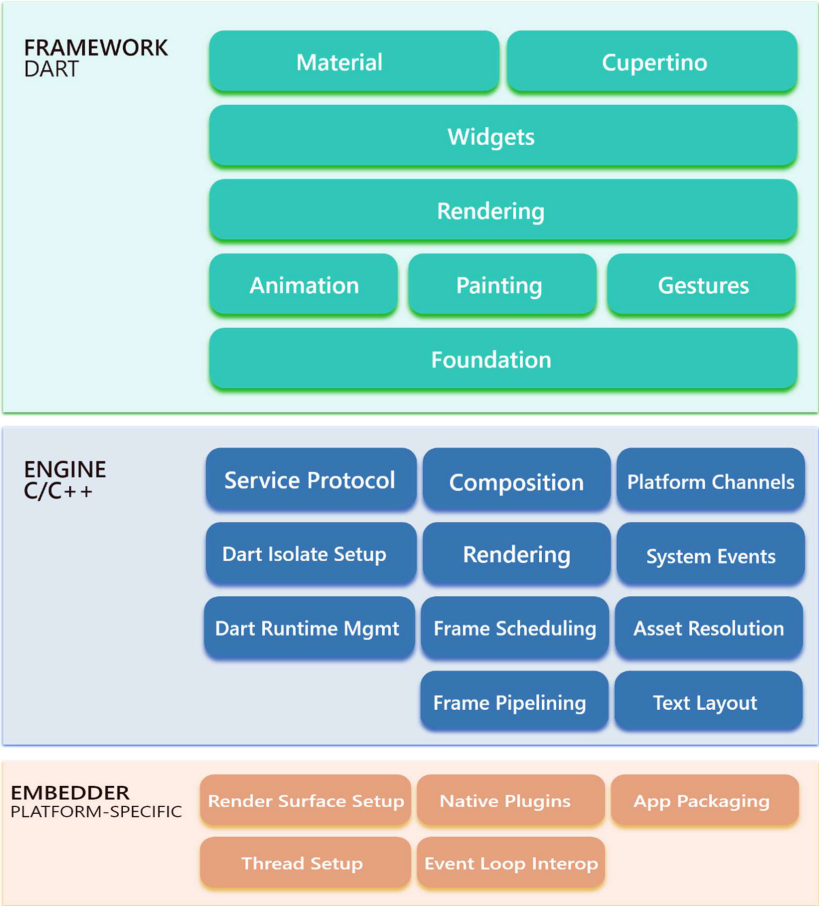 FRAMEWORK
DART
Material
Cupertino
Widgets
Rendering
Animation
Painting
Gestures
Foundation
ENGINE
C/C++
Service Protocol
Composition
Platform Channels
Dart Isolate Setup
Rendering
System Events
Dart Runtime Mgmt
Frame Scheduling
Asset Resolution
Frame Pipelining
Text Layout
EMBEDDER
PLATFORM-SPECIFIC
Render Surface Setup
Native Plugins
App Packaging
Thread Setup
Event Loop Interop